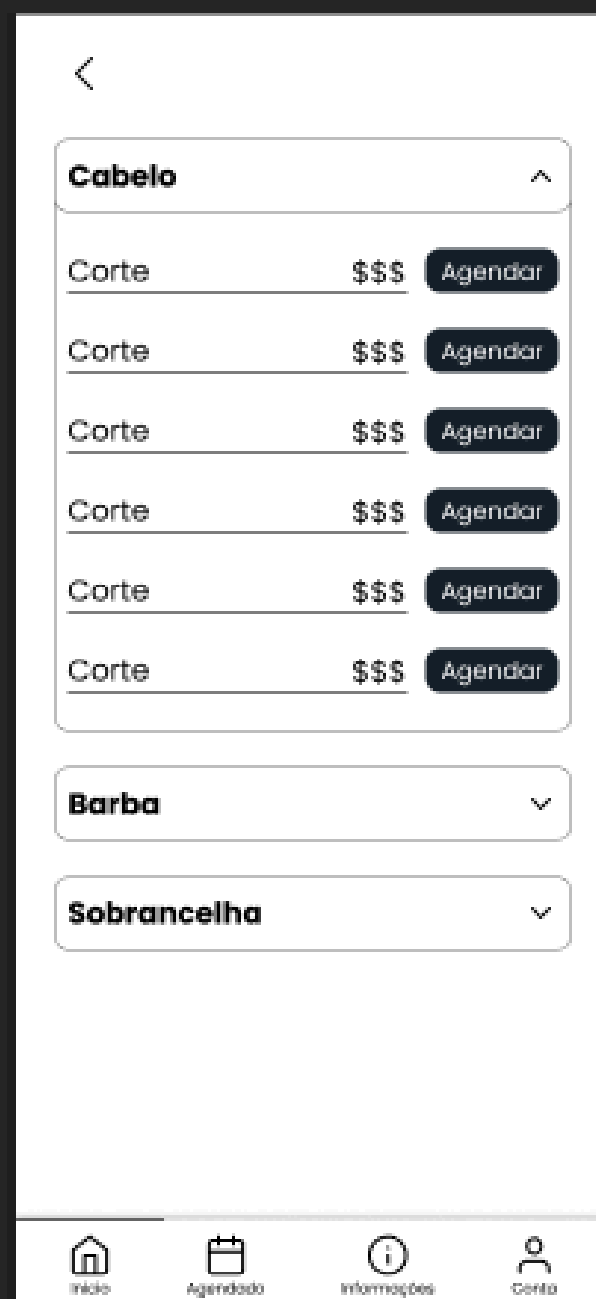 Cabelo
Corte $$$ Agendar
Corte $$$ Agendar
Corte $$$ Agendar
Corte $$$ Agendar
Corte $$$ Agendar
Corte $$$ Agendar
Barba
Sobrancelha
Início Agendado Informações Conta